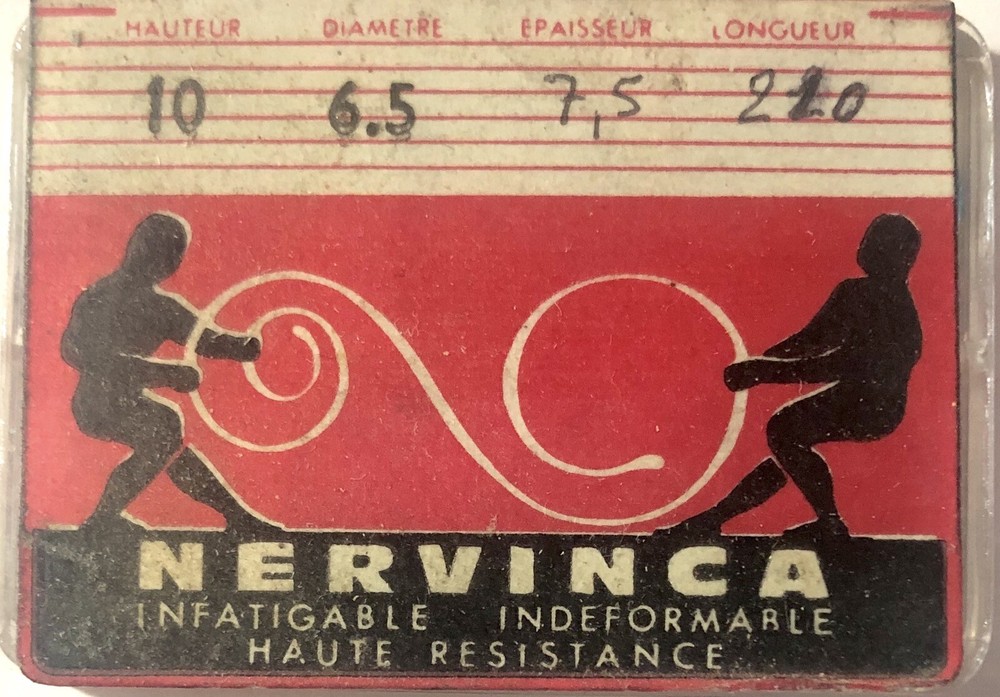 HAUTEUR DIAMETRE EPAISSEUR LONGUEUR
10 6.5 7,5 220
NERVINCA
INFATIGABLE INDEFORMABLE
HAUTE RESISTANCE